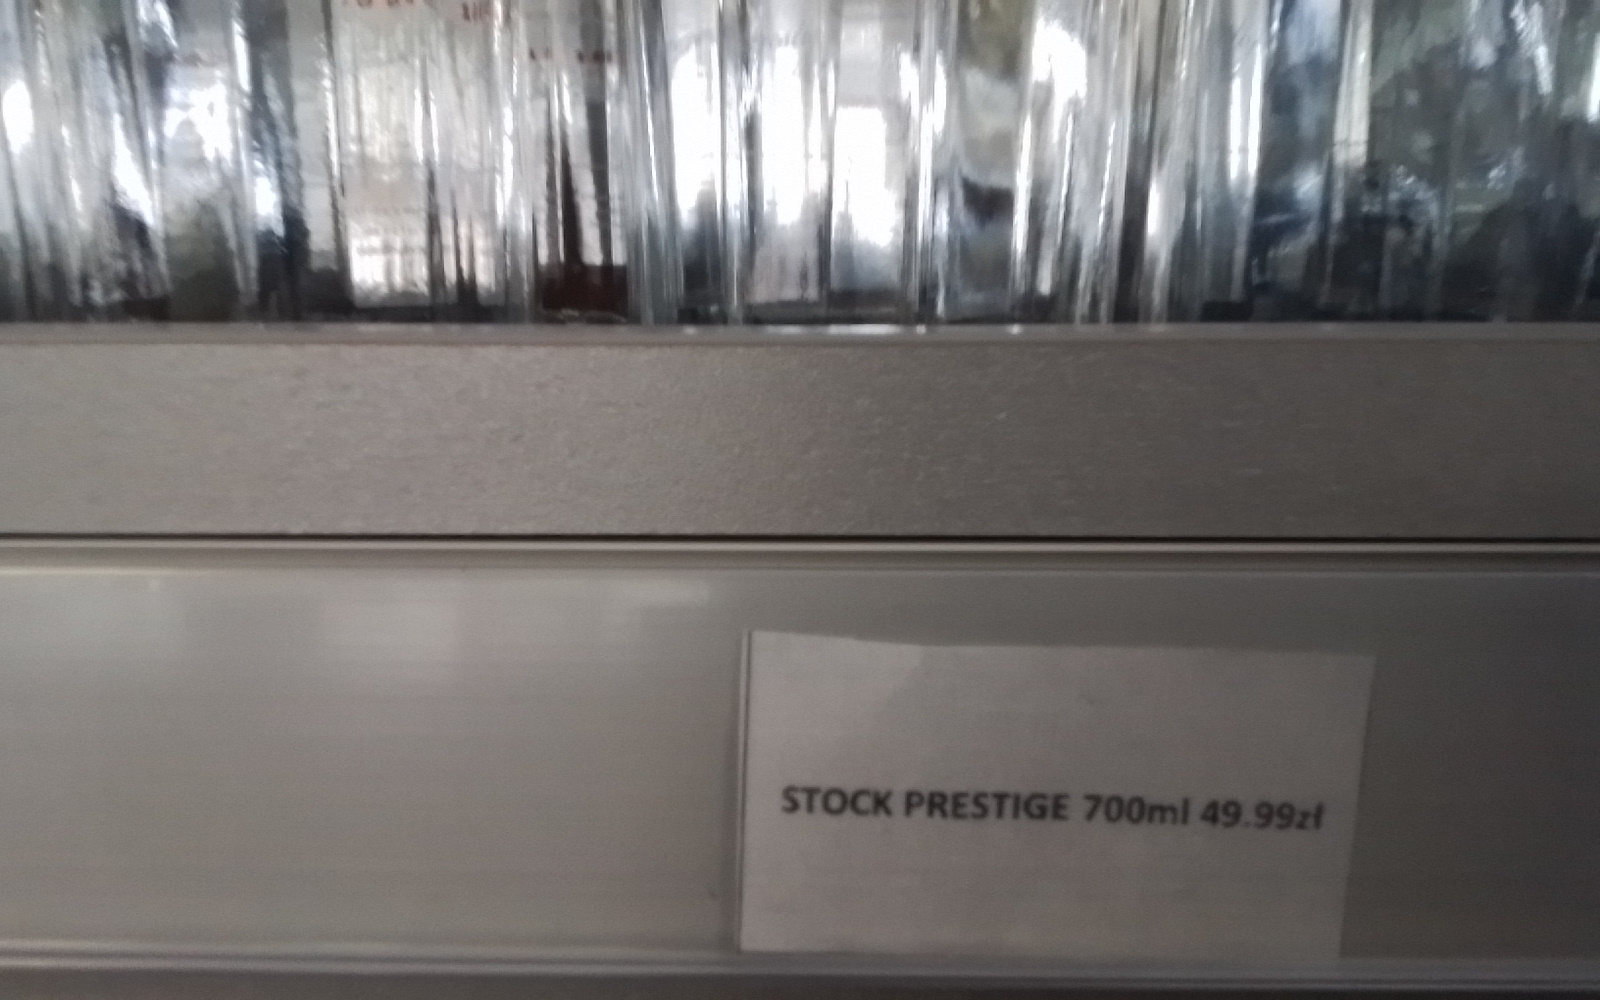 STOCK PRESTIGE 700ml 49.99zł